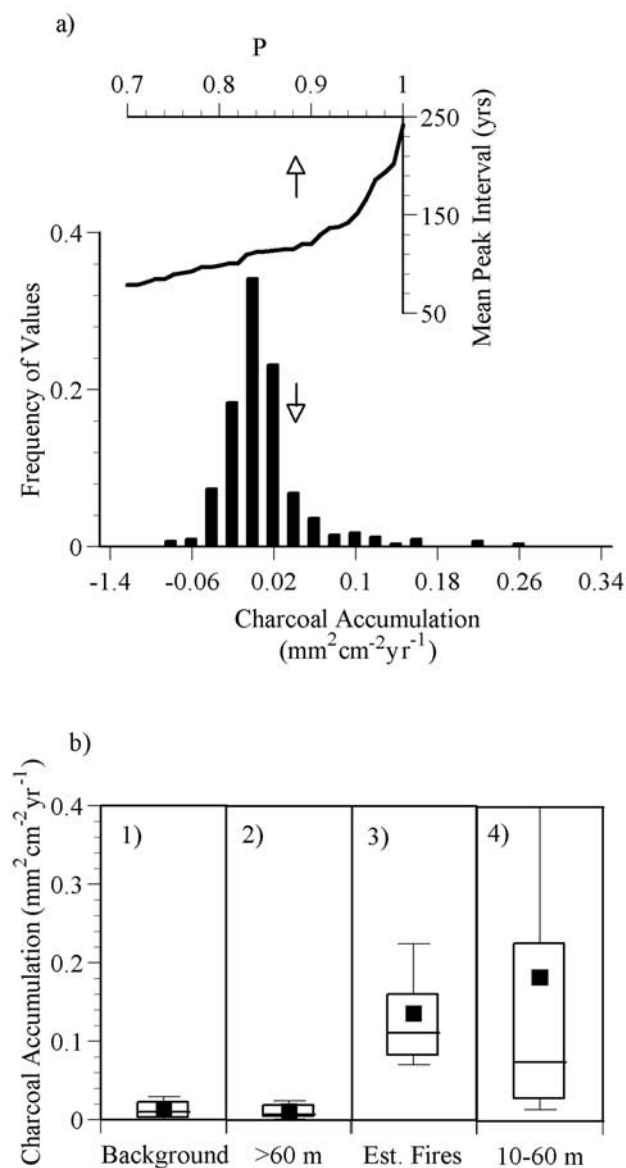 a)
P
0.7 0.8 0.9 1
250
150
50
Mean Peak Interval (yrs)
0.4
0.2
0
Frequency of Values
-1.4 -0.06 0.02 0.1 0.18 0.26 0.34
Charcoal Accumulation
(mm²cm⁻²yr⁻¹)
b)
Charcoal Accumulation (mm²cm⁻²yr⁻¹)
0.4
0.3
0.2
0.1
0
1) 2) 3) 4)
Background >60 m Est. Fires 10-60 m